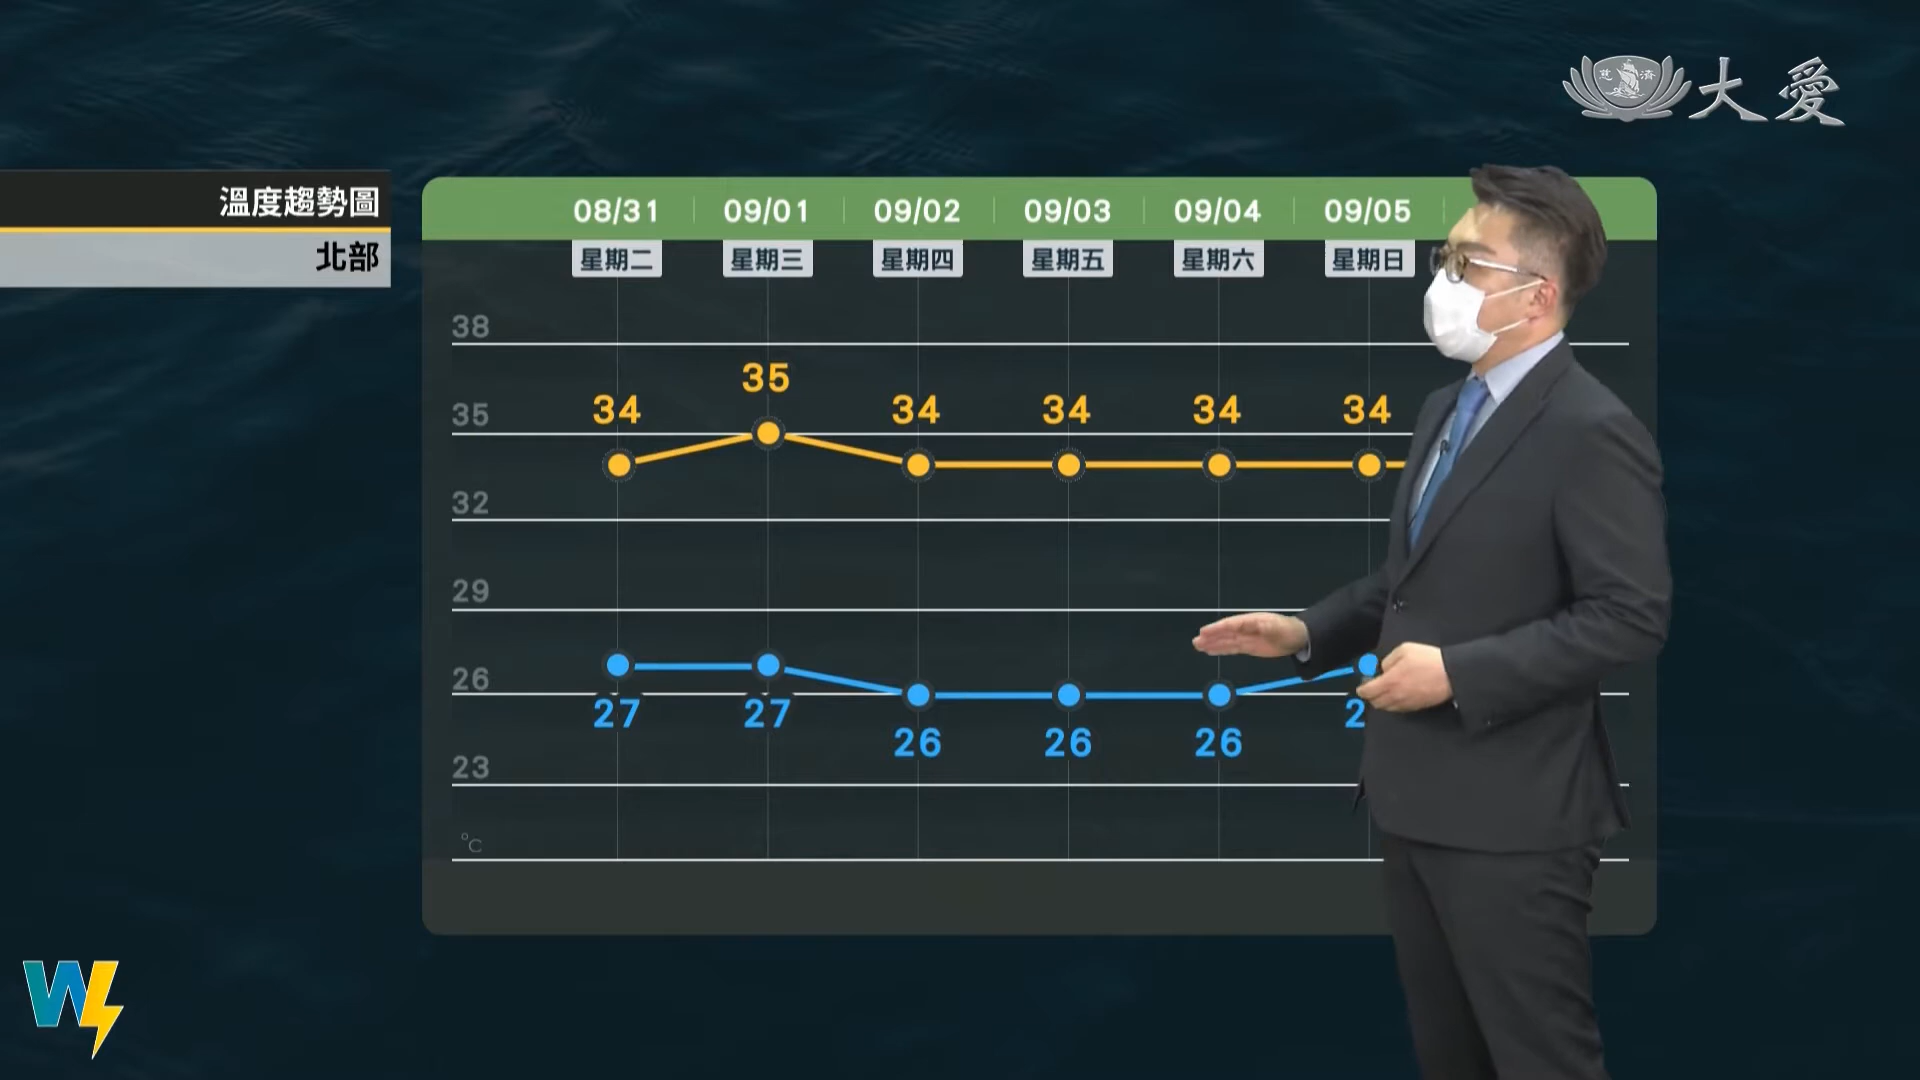 慈濟
大愛
溫度趨勢圖
北部
08/31 09/01 09/02 09/03 09/04 09/05
星期二 星期三 星期四 星期五 星期六 星期日
38
35
34 35 34 34 34 34
32
29
26
27 27 26 26 26
23
°C
W